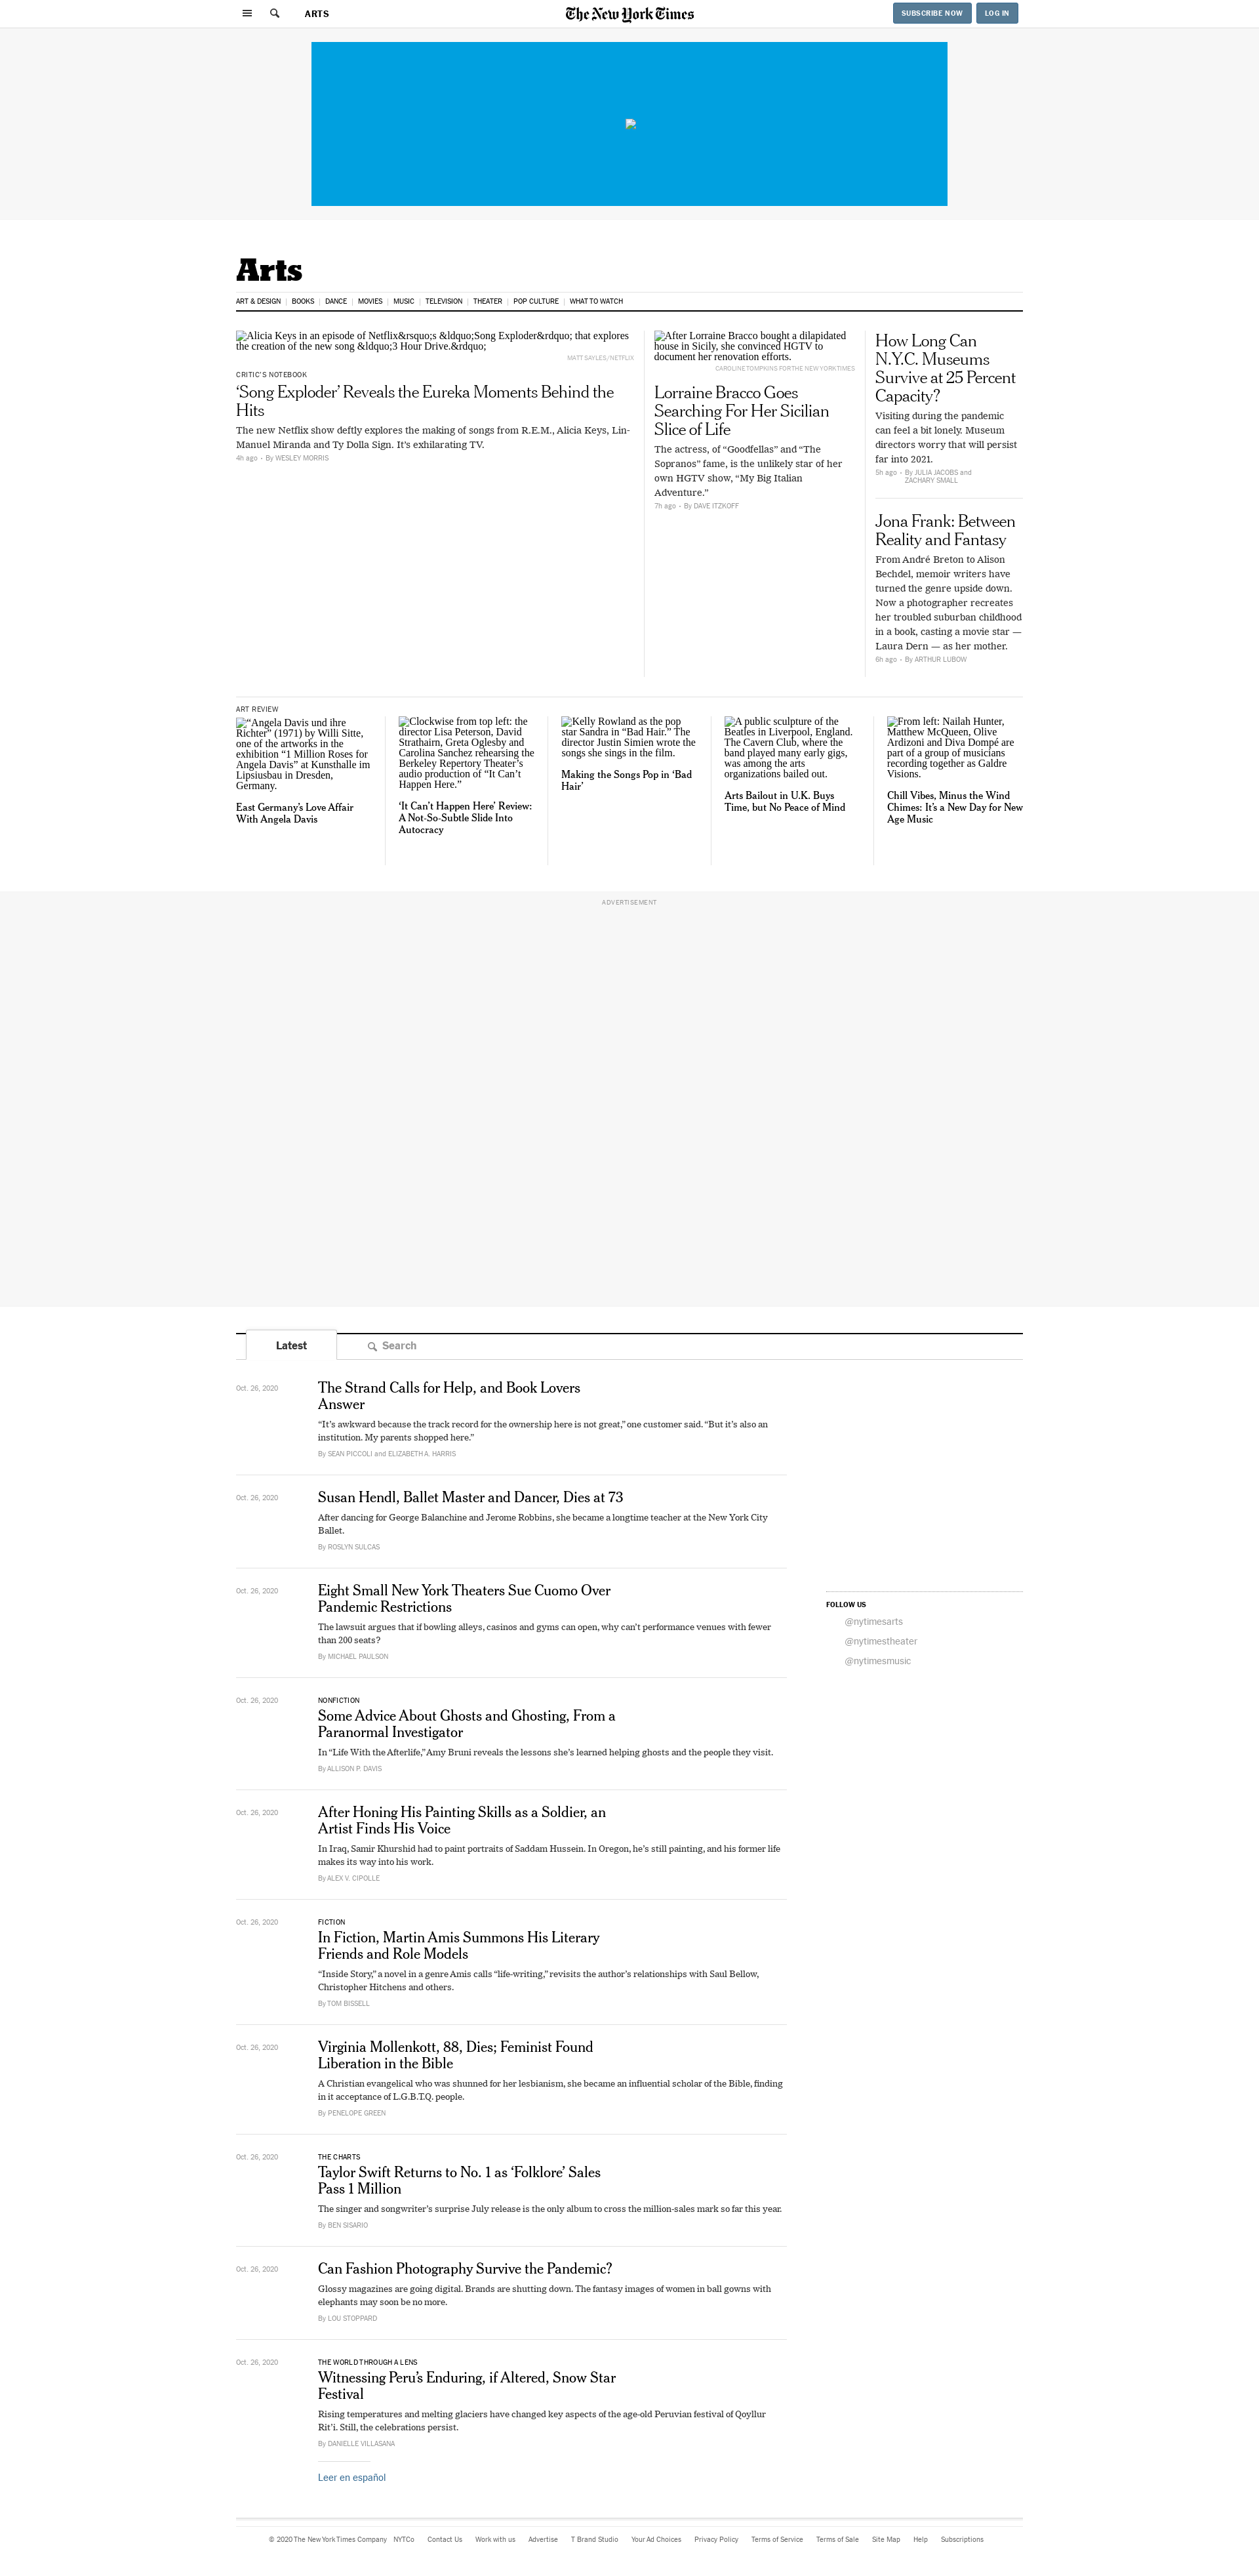 ARTS
The New York Times
SUBSCRIBE NOW
LOG IN
Arts
ART & DESIGN
BOOKS
DANCE
MOVIES
MUSIC
TELEVISION
THEATER
POP CULTURE
WHAT TO WATCH
Alicia Keys in an episode of Netflix&rsquo;s &ldquo;Song Exploder&rdquo; that explores
the creation of the new song &ldquo;3 Hour Drive.&rdquo;
MATT SAYLES/NETFLIX
CRITIC'S NOTEBOOK
‘Song Exploder’ Reveals the Eureka Moments Behind the
Hits
The new Netflix show deftly explores the making of songs from R.E.M., Alicia Keys, Lin-
Manuel Miranda and Ty Dolla Sign. It’s exhilarating TV.
4h ago • By WESLEY MORRIS
After Lorraine Bracco bought a dilapidated
house in Sicily, she convinced HGTV to
document her renovation efforts.
CAROLINE TOMPKINS FOR THE NEW YORK TIMES
Lorraine Bracco Goes
Searching For Her Sicilian
Slice of Life
The actress, of “Goodfellas” and “The
Sopranos” fame, is the unlikely star of her
own HGTV show, “My Big Italian
Adventure.”
7h ago • By DAVE ITZKOFF
How Long Can
N.Y.C. Museums
Survive at 25 Percent
Capacity?
Visiting during the pandemic
can feel a bit lonely. Museum
directors worry that will persist
far into 2021.
5h ago • By JULIA JACOBS and
ZACHARY SMALL
Jona Frank: Between
Reality and Fantasy
From André Breton to Alison
Bechdel, memoir writers have
turned the genre upside down.
Now a photographer recreates
her troubled suburban childhood
in a book, casting a movie star —
Laura Dern — as her mother.
6h ago • By ARTHUR LUBOW
ART REVIEW
“Angela Davis und ihre
Richter” (1971) by Willi Sitte,
one of the artworks in the
exhibition “1 Million Roses for
Angela Davis” at Kunsthalle im
Lipsiusbau in Dresden,
Germany.
East Germany’s Love Affair
With Angela Davis
Clockwise from top left: the
director Lisa Peterson, David
Strathairn, Greta Oglesby and
Carolina Sanchez rehearsing the
Berkeley Repertory Theater’s
audio production of “It Can’t
Happen Here.”
‘It Can’t Happen Here’ Review:
A Not-So-Subtle Slide Into
Autocracy
Kelly Rowland as the pop
star Sandra in “Bad Hair.” The
director Justin Simien wrote the
songs she sings in the film.
Making the Songs Pop in ‘Bad
Hair’
A public sculpture of the
Beatles in Liverpool, England.
The Cavern Club, where the
band played many early gigs,
was among the arts
organizations bailed out.
Arts Bailout in U.K. Buys
Time, but No Peace of Mind
From left: Nailah Hunter,
Matthew McQueen, Olive
Ardizoni and Diva Dompé are
part of a group of musicians
recording together as Galdre
Visions.
Chill Vibes, Minus the Wind
Chimes: It’s a New Day for New
Age Music
ADVERTISEMENT
Latest
Search
Oct. 26, 2020
The Strand Calls for Help, and Book Lovers
Answer
“It’s awkward because the track record for the ownership here is not great,” one customer said. “But it’s also an
institution. My parents shopped here.”
By SEAN PICCOLI and ELIZABETH A. HARRIS
Oct. 26, 2020
Susan Hendl, Ballet Master and Dancer, Dies at 73
After dancing for George Balanchine and Jerome Robbins, she became a longtime teacher at the New York City
Ballet.
By ROSLYN SULCAS
Oct. 26, 2020
Eight Small New York Theaters Sue Cuomo Over
Pandemic Restrictions
The lawsuit argues that if bowling alleys, casinos and gyms can open, why can’t performance venues with fewer
than 200 seats?
By MICHAEL PAULSON
FOLLOW US
@nytimesarts
@nytimestheater
@nytimesmusic
Oct. 26, 2020
NONFICTION
Some Advice About Ghosts and Ghosting, From a
Paranormal Investigator
In “Life With the Afterlife,” Amy Bruni reveals the lessons she’s learned helping ghosts and the people they visit.
By ALLISON P. DAVIS
Oct. 26, 2020
After Honing His Painting Skills as a Soldier, an
Artist Finds His Voice
In Iraq, Samir Khurshid had to paint portraits of Saddam Hussein. In Oregon, he’s still painting, and his former life
makes its way into his work.
By ALEX V. CIPOLLE
Oct. 26, 2020
FICTION
In Fiction, Martin Amis Summons His Literary
Friends and Role Models
“Inside Story,” a novel in a genre Amis calls “life-writing,” revisits the author’s relationships with Saul Bellow,
Christopher Hitchens and others.
By TOM BISSELL
Oct. 26, 2020
Virginia Mollenkott, 88, Dies; Feminist Found
Liberation in the Bible
A Christian evangelical who was shunned for her lesbianism, she became an influential scholar of the Bible, finding
in it acceptance of L.G.B.T.Q. people.
By PENELOPE GREEN
Oct. 26, 2020
THE CHARTS
Taylor Swift Returns to No. 1 as ‘Folklore’ Sales
Pass 1 Million
The singer and songwriter’s surprise July release is the only album to cross the million-sales mark so far this year.
By BEN SISARIO
Oct. 26, 2020
Can Fashion Photography Survive the Pandemic?
Glossy magazines are going digital. Brands are shutting down. The fantasy images of women in ball gowns with
elephants may soon be no more.
By LOU STOPPARD
Oct. 26, 2020
THE WORLD THROUGH A LENS
Witnessing Peru’s Enduring, if Altered, Snow Star
Festival
Rising temperatures and melting glaciers have changed key aspects of the age-old Peruvian festival of Qoyllur
Rit’i. Still, the celebrations persist.
By DANIELLE VILLASANA
Leer en español
© 2020 The New York Times Company
NYTCo
Contact Us
Work with us
Advertise
T Brand Studio
Your Ad Choices
Privacy Policy
Terms of Service
Terms of Sale
Site Map
Help
Subscriptions